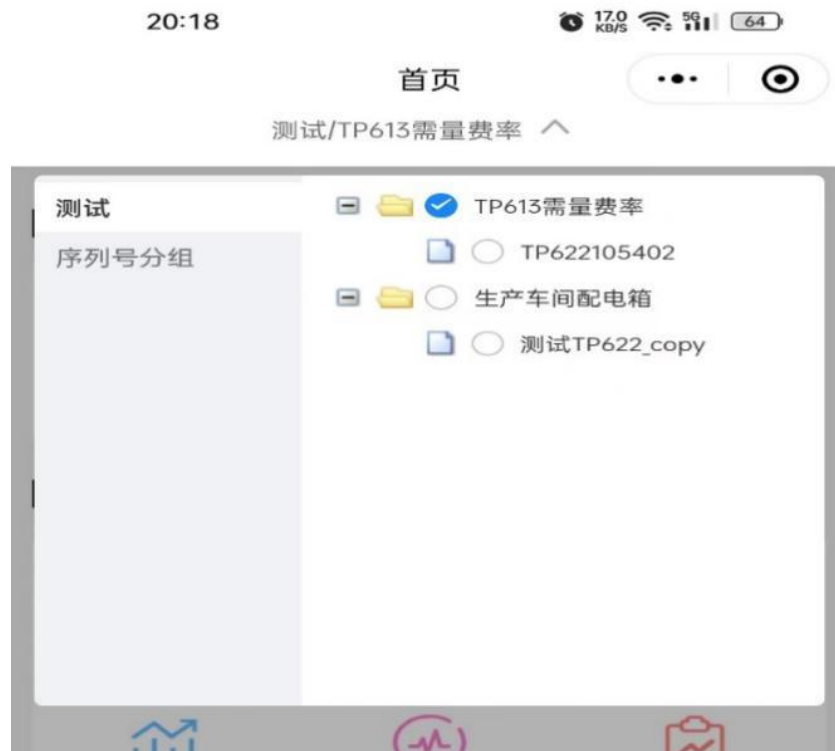 20:18 17.0 KB/S 5G 64
首页
测试/TP613需量费率
测试
TP613需量费率
序列号分组
TP622105402
生产车间配电箱
测试TP622_copy